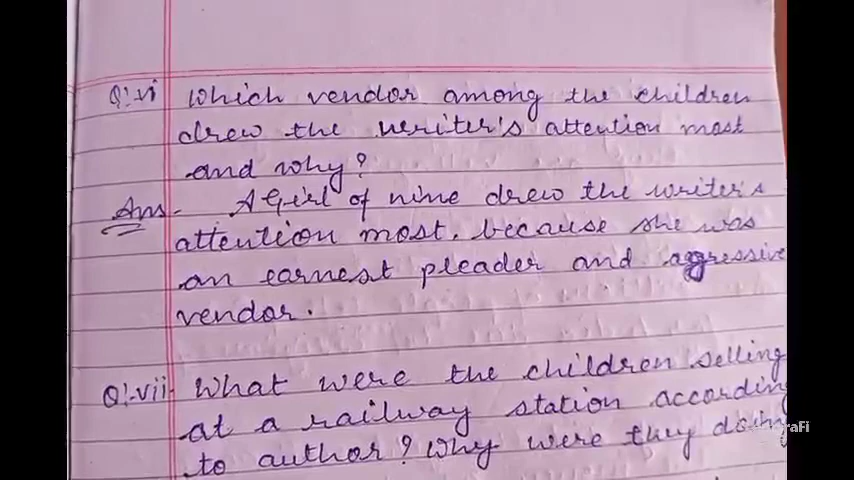 Q:vi Which vendor among the children
drew the writer's attention most
and why?
Ans - A Girl of nine drew the writer's
attention most, because she was
an earnest pleader and aggressive
vendor.
Q:-vii- What were the children selling
at a railway station according
to author? Why were they doing